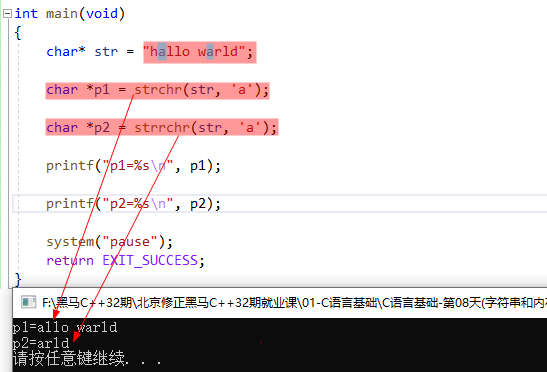 int main(void)
{
char* str = "hallo warld";
char *p1 = strchr(str, 'a');
char *p2 = strrchr(str, 'a');
printf("p1=%s\n", p1);
printf("p2=%s\n", p2);
system("pause");
return EXIT_SUCCESS;
}
F:\黑马C++32期\北京修正黑马C++32期就业课\01-C语言基础\C语言基础-第08天(字符串和内存
p1=allo warld
p2=arld
请按任意键继续. . .